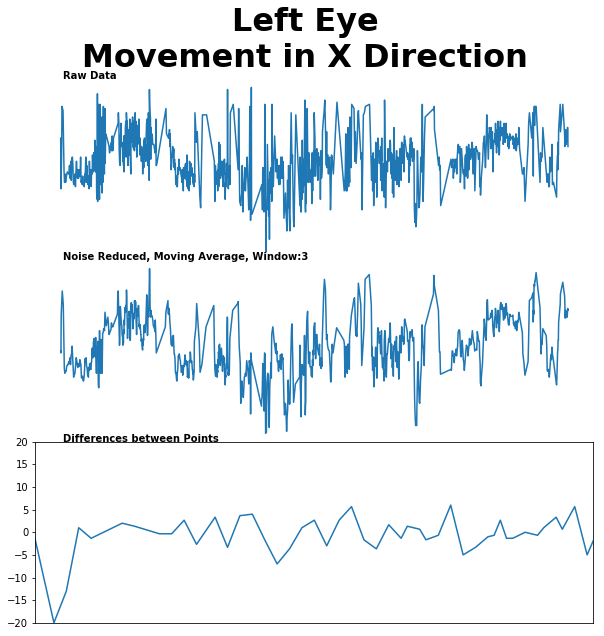 Left Eye
Movement in X Direction
Raw Data
Noise Reduced, Moving Average, Window:3
Differences between Points
20
15
10
5
0
−5
−10
−15
−20